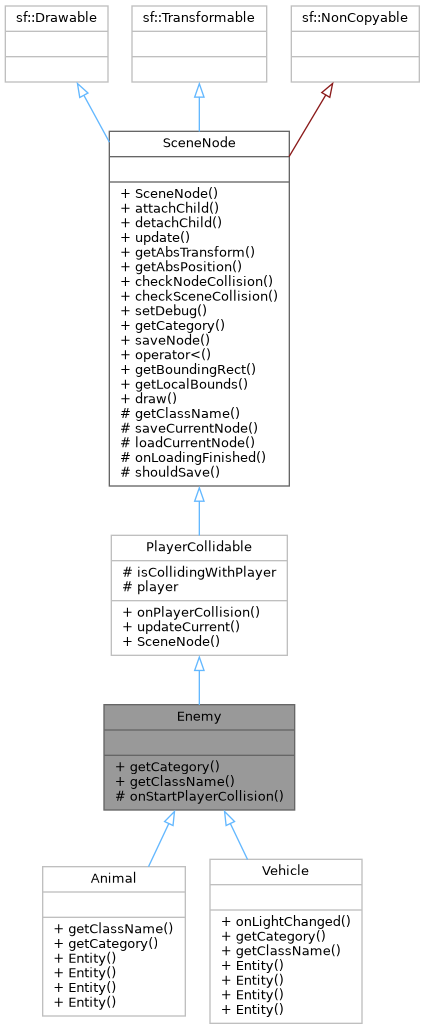 sf::Drawable
sf::Transformable
sf::NonCopyable
SceneNode
+ SceneNode()
+ attachChild()
+ detachChild()
+ update()
+ getAbsTransform()
+ getAbsPosition()
+ checkNodeCollision()
+ checkSceneCollision()
+ setDebug()
+ getCategory()
+ saveNode()
+ operator<()
+ getBoundingRect()
+ getLocalBounds()
+ draw()
# getClassName()
# saveCurrentNode()
# loadCurrentNode()
# onLoadingFinished()
# shouldSave()
PlayerCollidable
# isCollidingWithPlayer
# player
+ onPlayerCollision()
+ updateCurrent()
+ SceneNode()
Enemy
+ getCategory()
+ getClassName()
# onStartPlayerCollision()
Animal
+ getClassName()
+ getCategory()
+ Entity()
+ Entity()
+ Entity()
+ Entity()
Vehicle
+ onLightChanged()
+ getCategory()
+ getClassName()
+ Entity()
+ Entity()
+ Entity()
+ Entity()